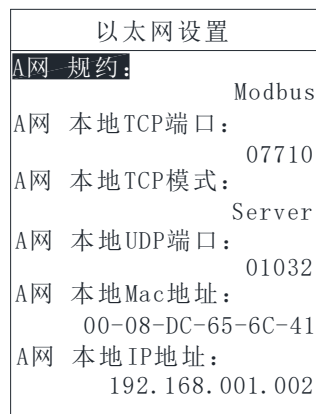 以太网设置
A网 规约：
Modbus
A网 本地TCP端口：
07710
A网 本地TCP模式：
Server
A网 本地UDP端口：
01032
A网 本地Mac地址：
00-08-DC-65-6C-41
A网 本地IP地址：
192.168.001.002